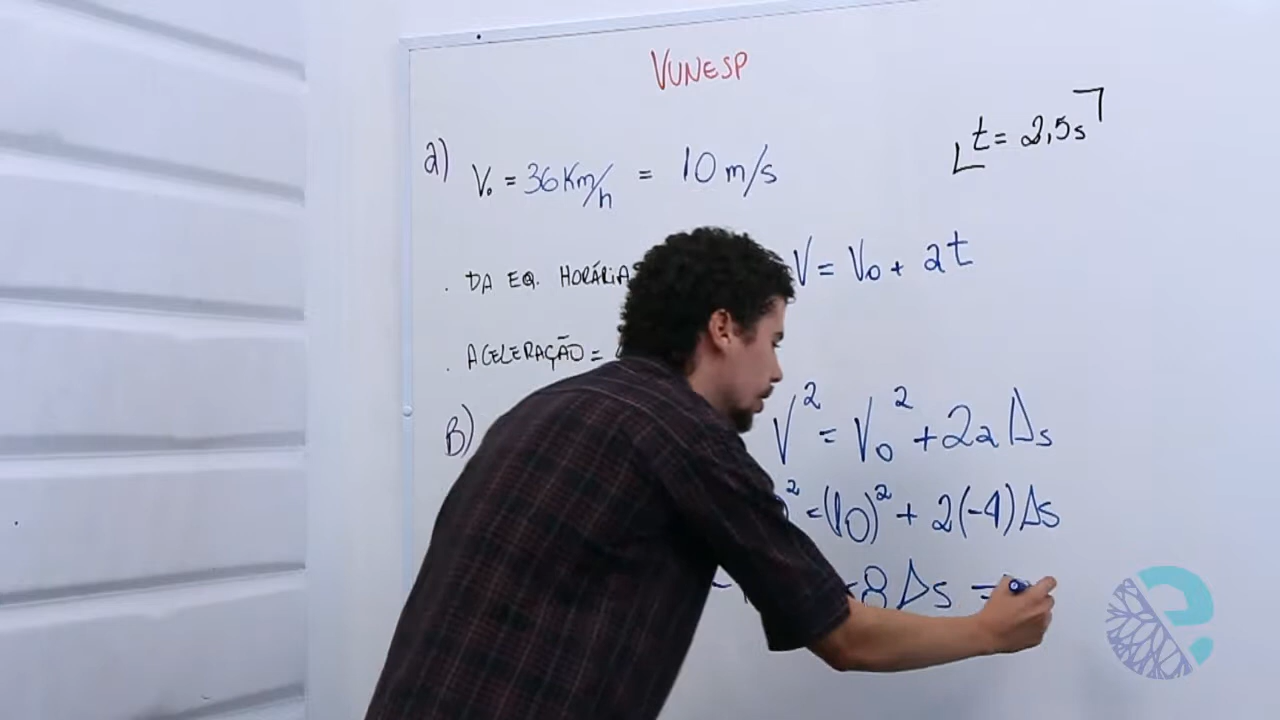 VUNESP
t = 2,5s
a) V₀ = 36 Km/h = 10 m/s
. DA EQ. HORÁRIA V = V₀ + at
. ACELERAÇÃO =
B) V² = V₀² + 2a Δs
² = (10)² + 2(-4) Δs
8 Δs =